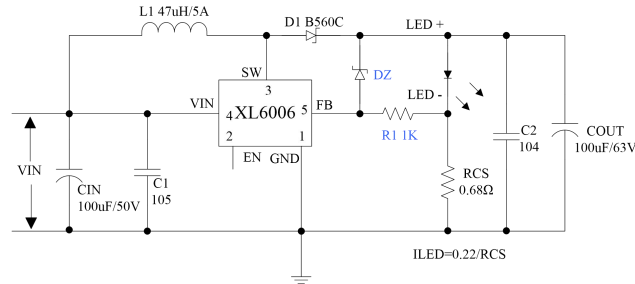 L1 47uH/5A
D1 B560C
LED +
SW
3
DZ
VIN
4
XL6006
5
FB
LED -
R1 1K
2
1
EN
GND
VIN
CIN
100uF/50V
C1
105
RCS
0.68Ω
C2
104
COUT
100uF/63V
ILED=0.22/RCS